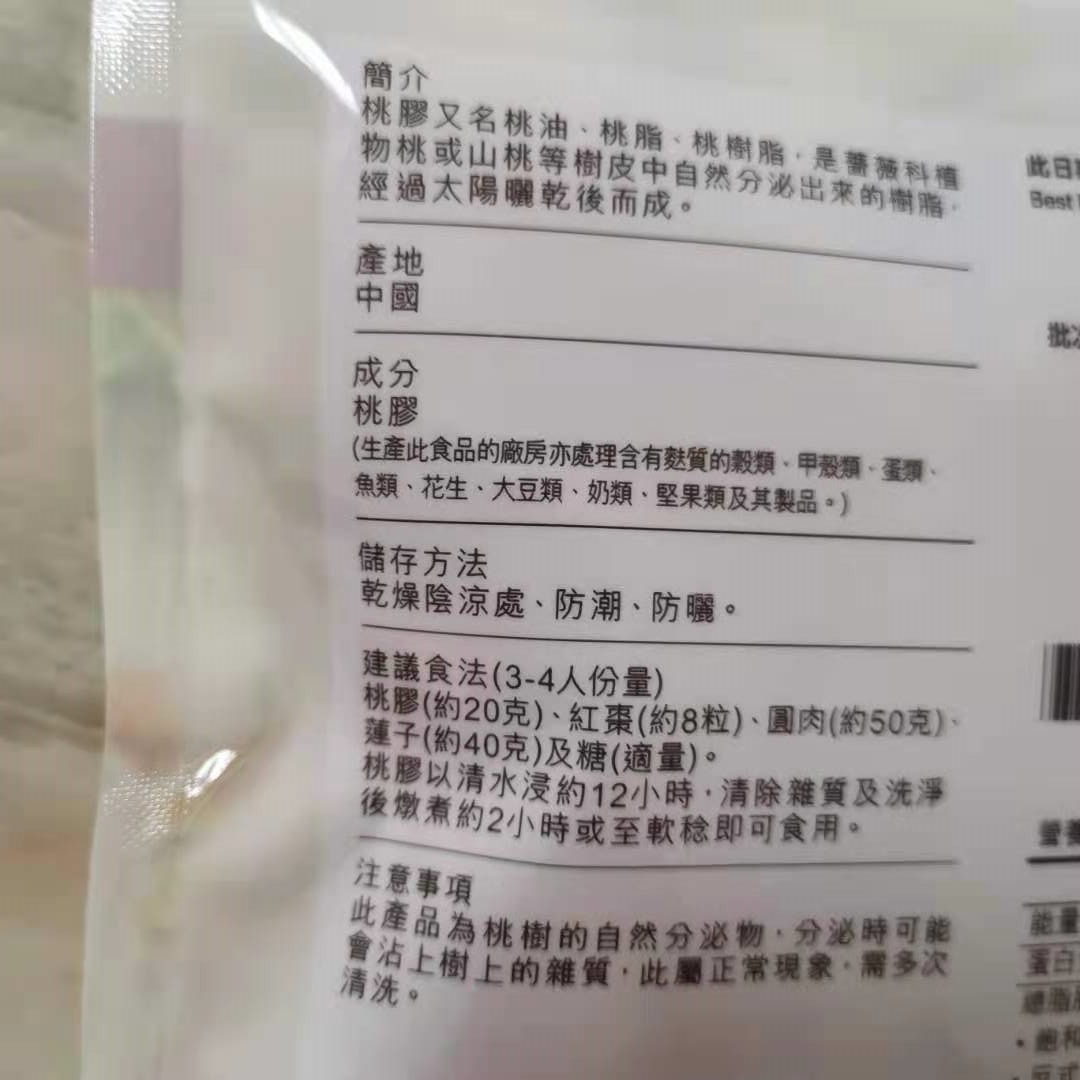 簡介
桃膠又名桃油、桃脂、桃樹脂，是薔薇科植
物桃或山桃等樹皮中自然分泌出來的樹脂，
經過太陽曬乾後而成。
產地
中國
成分
桃膠
(生產此食品的廠房亦處理含有麩質的穀類、甲殼類、蛋類、
魚類、花生、大豆類、奶類、堅果類及其製品。)
儲存方法
乾燥陰涼處、防潮、防曬。
建議食法(3-4人份量)
桃膠(約20克)、紅棗(約8粒)、圓肉(約50克)、
蓮子(約40克)及糖(適量)。
桃膠以清水浸約12小時，清除雜質及洗淨
後燉煮約2小時或至軟稔即可食用。
注意事項
此產品為桃樹的自然分泌物，分泌時可能
會沾上樹上的雜質，此屬正常現象，需多次
清洗。
此日
Best
批
營
能量
蛋白
總脂